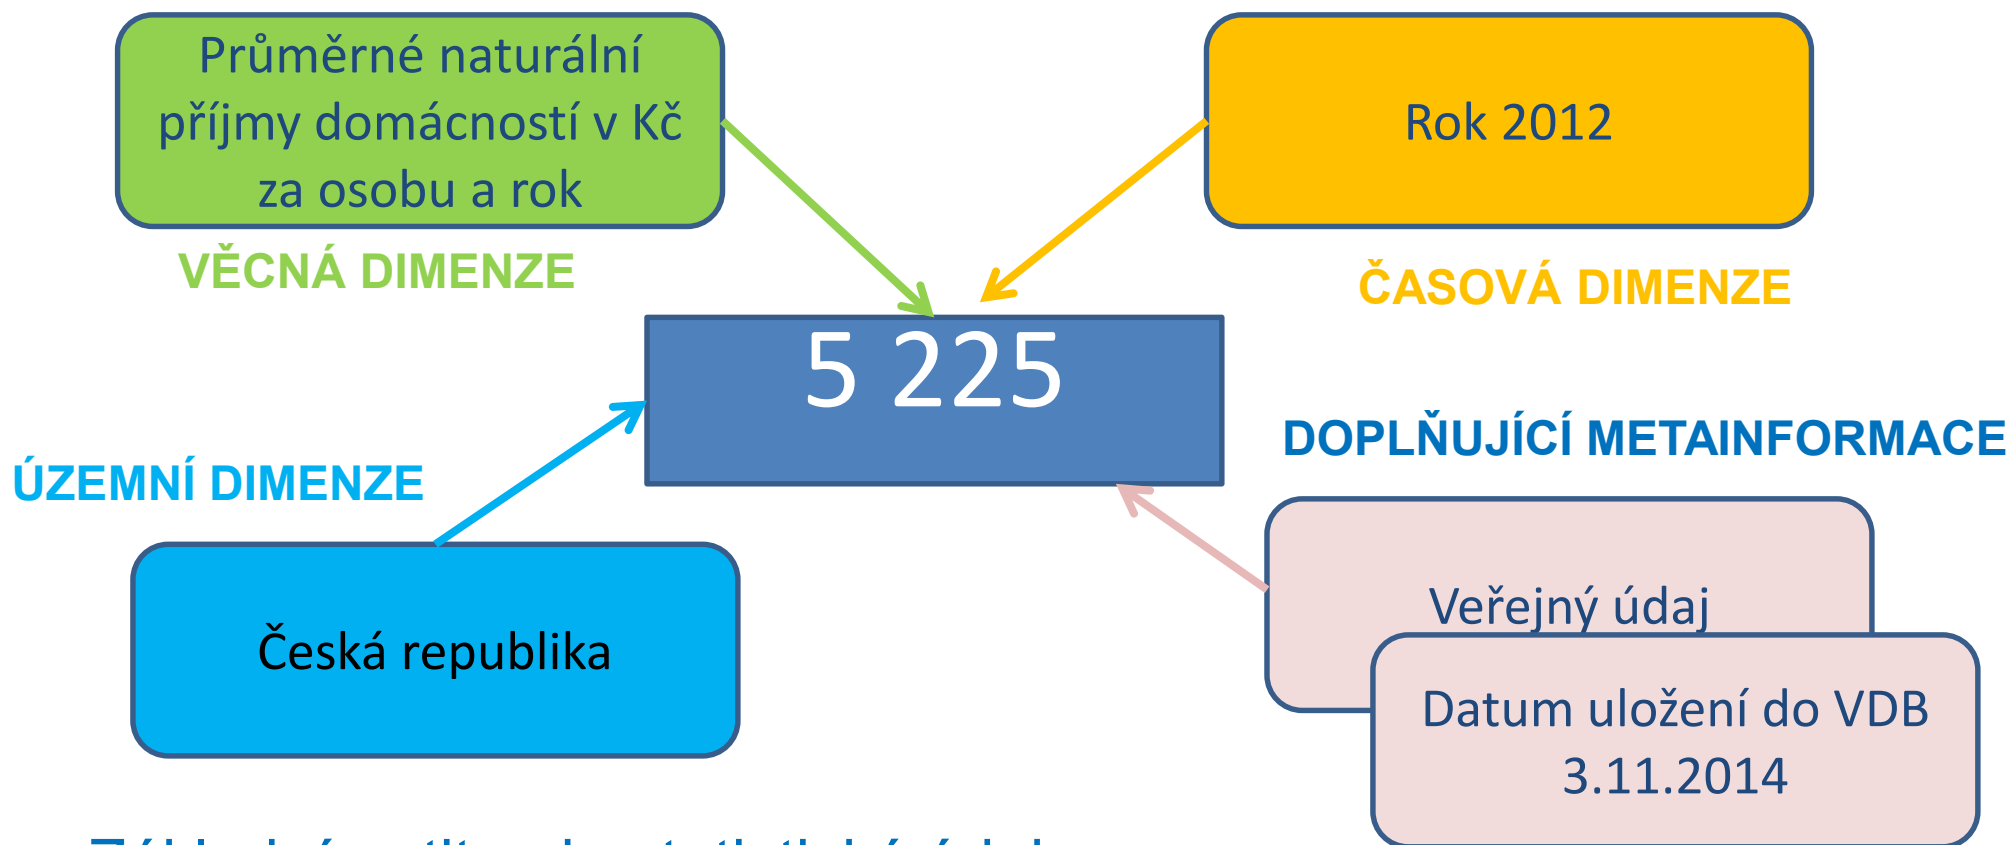 Průměrné naturální
příjmy domácností v Kč
za osobu a rok
VĚCNÁ DIMENZE
Rok 2012
ČASOVÁ DIMENZE
5 225
ÚZEMNÍ DIMENZE
Česká republika
DOPLŇUJÍCÍ METAINFORMACE
Veřejný údaj
Datum uložení do VDB
3.11.2014